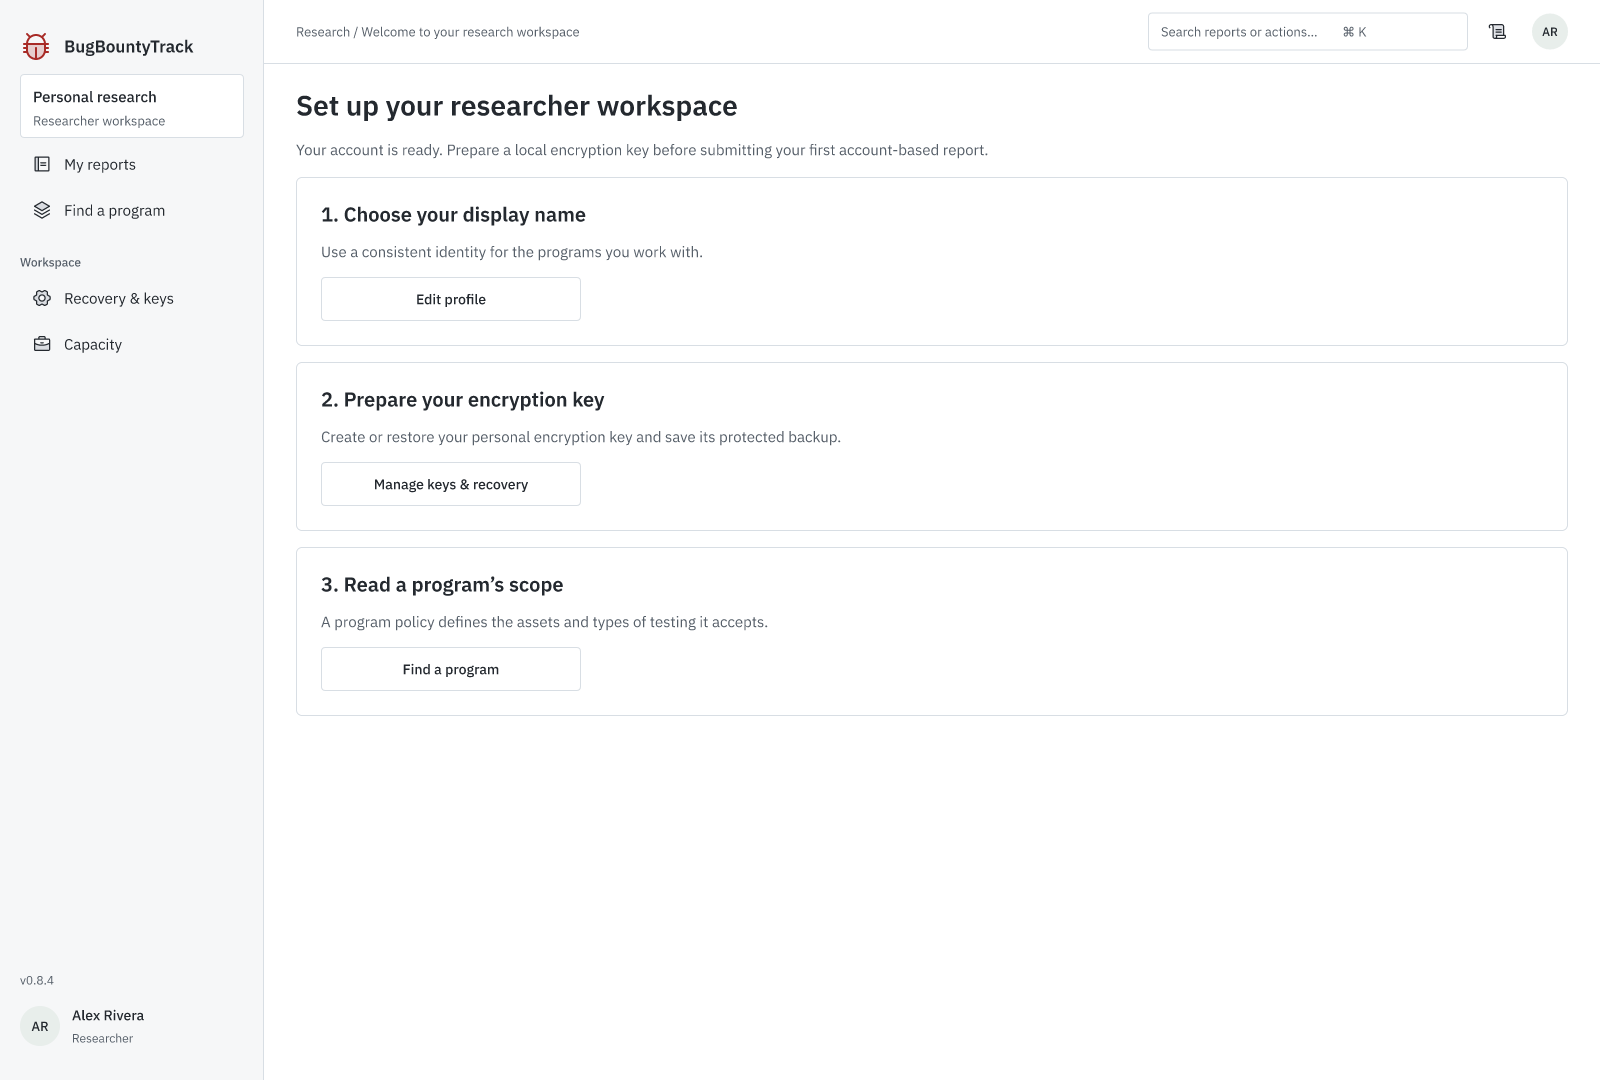 BugBountyTrack
Personal research
Researcher workspace
My reports
Find a program
Workspace
Recovery & keys
Capacity
v0.8.4
AR
Alex Rivera
Researcher
Research / Welcome to your research workspace
Search reports or actions... ⌘ K
AR
Set up your researcher workspace
Your account is ready. Prepare a local encryption key before submitting your first account-based report.
1. Choose your display name
Use a consistent identity for the programs you work with.
Edit profile
2. Prepare your encryption key
Create or restore your personal encryption key and save its protected backup.
Manage keys & recovery
3. Read a program’s scope
A program policy defines the assets and types of testing it accepts.
Find a program